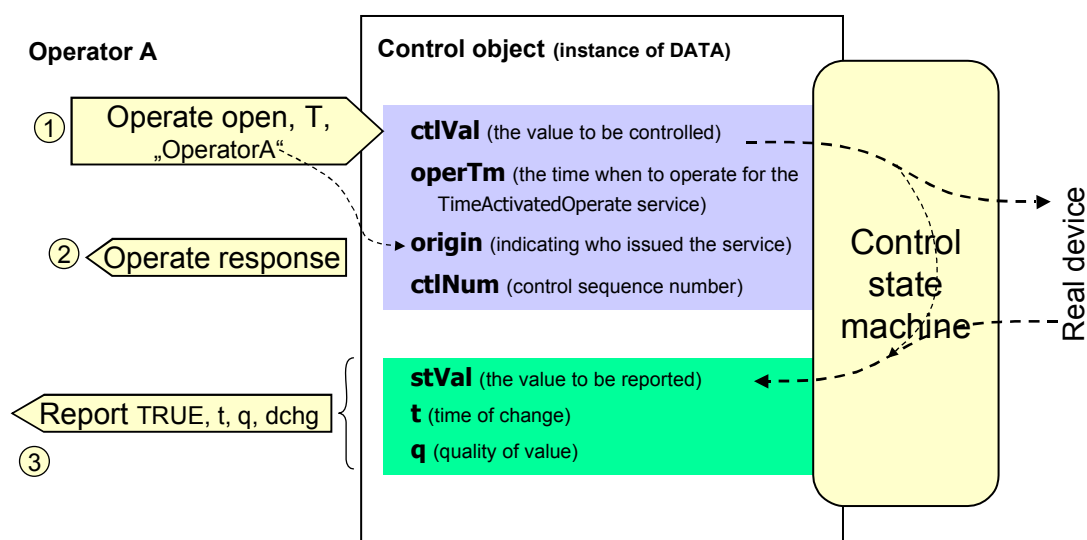 Operator A
Control object (instance of DATA)
1
Operate open, T,
„OperatorA“
ctlVal (the value to be controlled)
operTm (the time when to operate for the
TimeActivatedOperate service)
origin (indicating who issued the service)
ctlNum (control sequence number)
2
Operate response
Control
state
machine
Real device
stVal (the value to be reported)
t (time of change)
q (quality of value)
Report TRUE, t, q, dchg
3